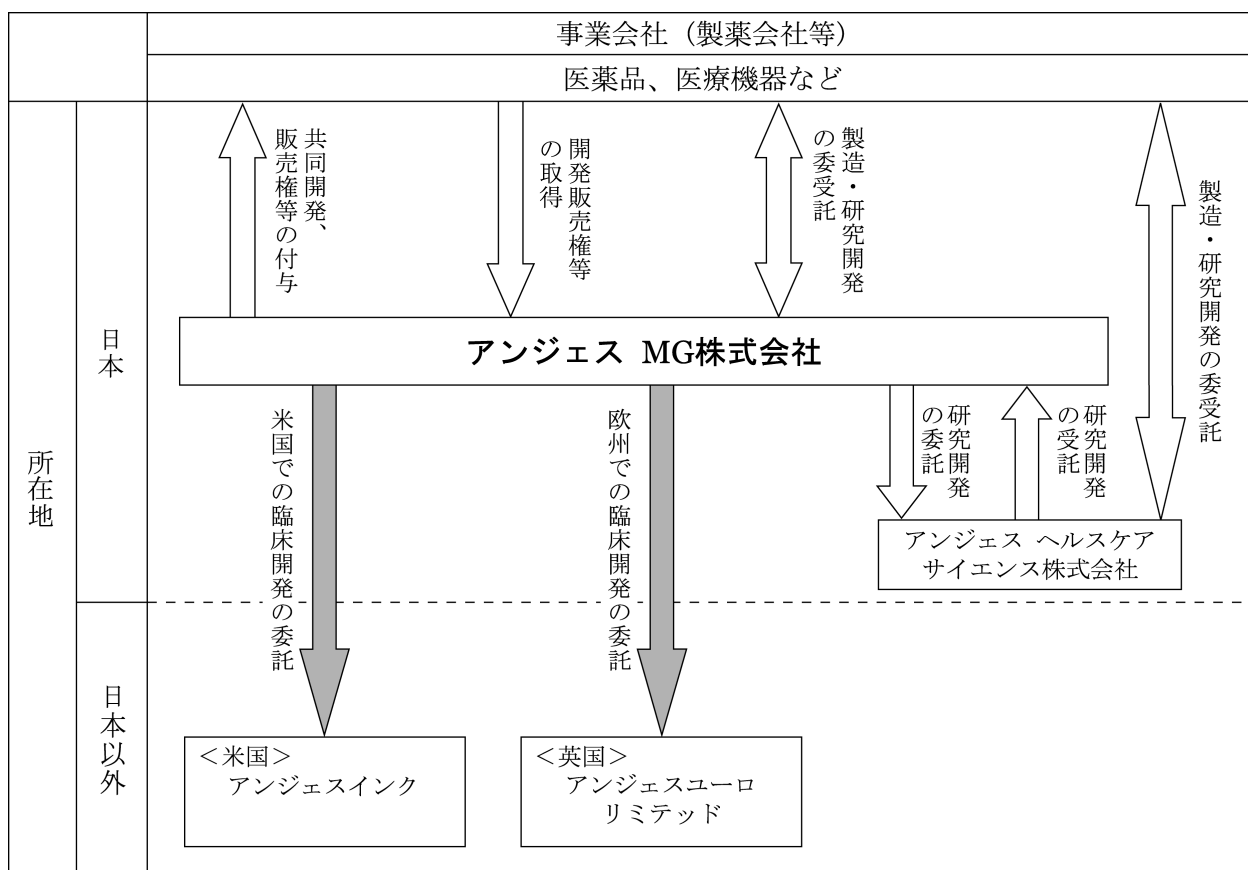 事業会社（製薬会社等）
医薬品、医療機器など
所在地
日本
共同開発、
販売権等の付与
開発販売権等
の取得
製造・研究開発
の委受託
製造・研究開発の委受託
アンジェス MG株式会社
米国での臨床開発の委託
欧州での臨床開発の委託
研究開発
の委託
研究開発
の受託
アンジェス ヘルスケア
サイエンス株式会社
日本以外
＜米国＞
アンジェスインク
＜英国＞
アンジェスユーロ
リミテッド